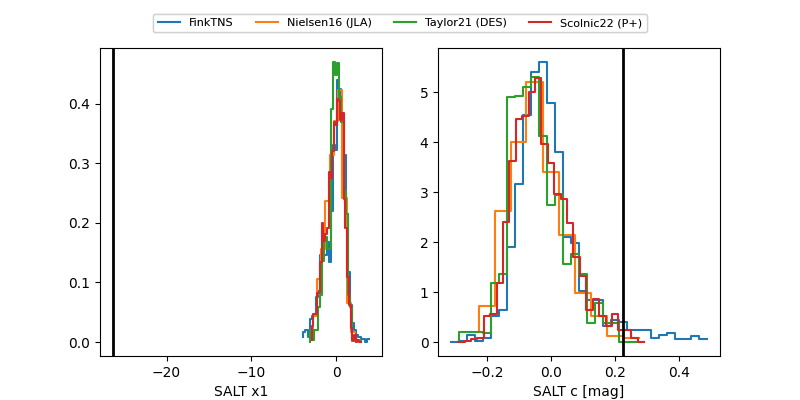 FinkTNS Nielsen16 (JLA) Taylor21 (DES) Scolnic22 (P+)
0.4
0.3
0.2
0.1
0.0
−20 −10 0
SALT x1
5
4
3
2
1
0
−0.2 0.0 0.2 0.4
SALT c [mag]